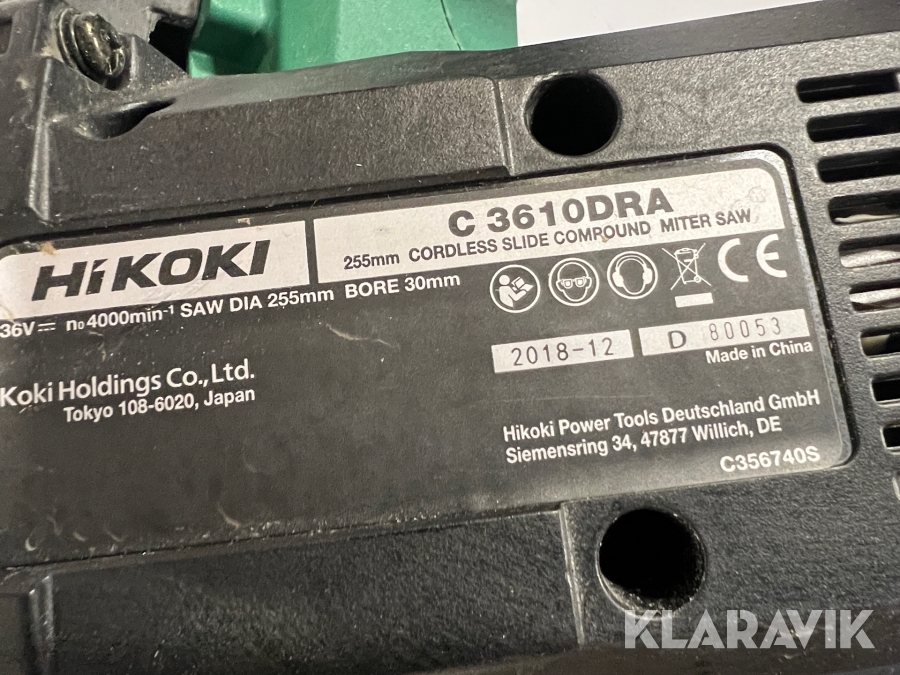 HiKOKI
C 3610DRA
255mm CORDLESS SLIDE COMPOUND MITER SAW
36V⎓ n₀4000min⁻¹ SAW DIA 255mm BORE 30mm
CE
2018-12 D 80053
Made in China
Koki Holdings Co.,Ltd.
Tokyo 108-6020, Japan
Hikoki Power Tools Deutschland GmbH
Siemensring 34, 47877 Willich, DE
C356740S
KLARAVIK